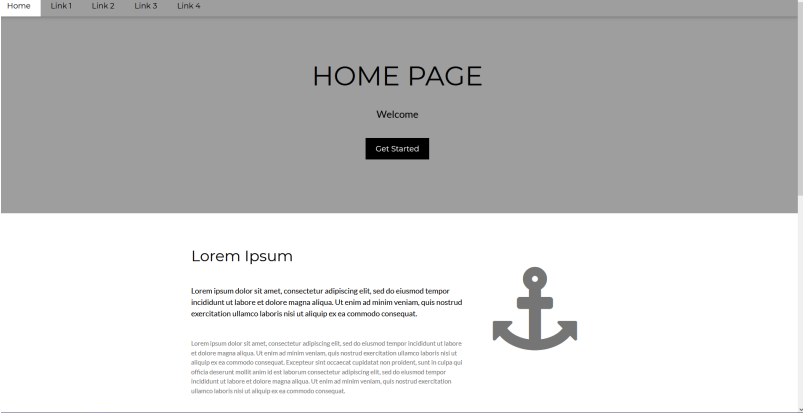 Home Link 1 Link 2 Link 3 Link 4
HOME PAGE
Welcome
Get Started
Lorem Ipsum
Lorem ipsum dolor sit amet, consectetur adipiscing elit, sed do eiusmod tempor
incididunt ut labore et dolore magna aliqua. Ut enim ad minim veniam, quis nostrud
exercitation ullamco laboris nisi ut aliquip ex ea commodo consequat.
Lorem ipsum dolor sit amet, consectetur adipiscing elit, sed do eiusmod tempor incididunt ut labore
et dolore magna aliqua. Ut enim ad minim veniam, quis nostrud exercitation ullamco laboris nisi ut
aliquip ex ea commodo consequat. Excepteur sint occaecat cupidatat non proident, sunt in culpa qui
officia deserunt mollit anim id est laborum consectetur adipiscing elit, sed do eiusmod tempor
incididunt ut labore et dolore magna aliqua. Ut enim ad minim veniam, quis nostrud exercitation
ullamco laboris nisi ut aliquip ex ea commodo consequat.